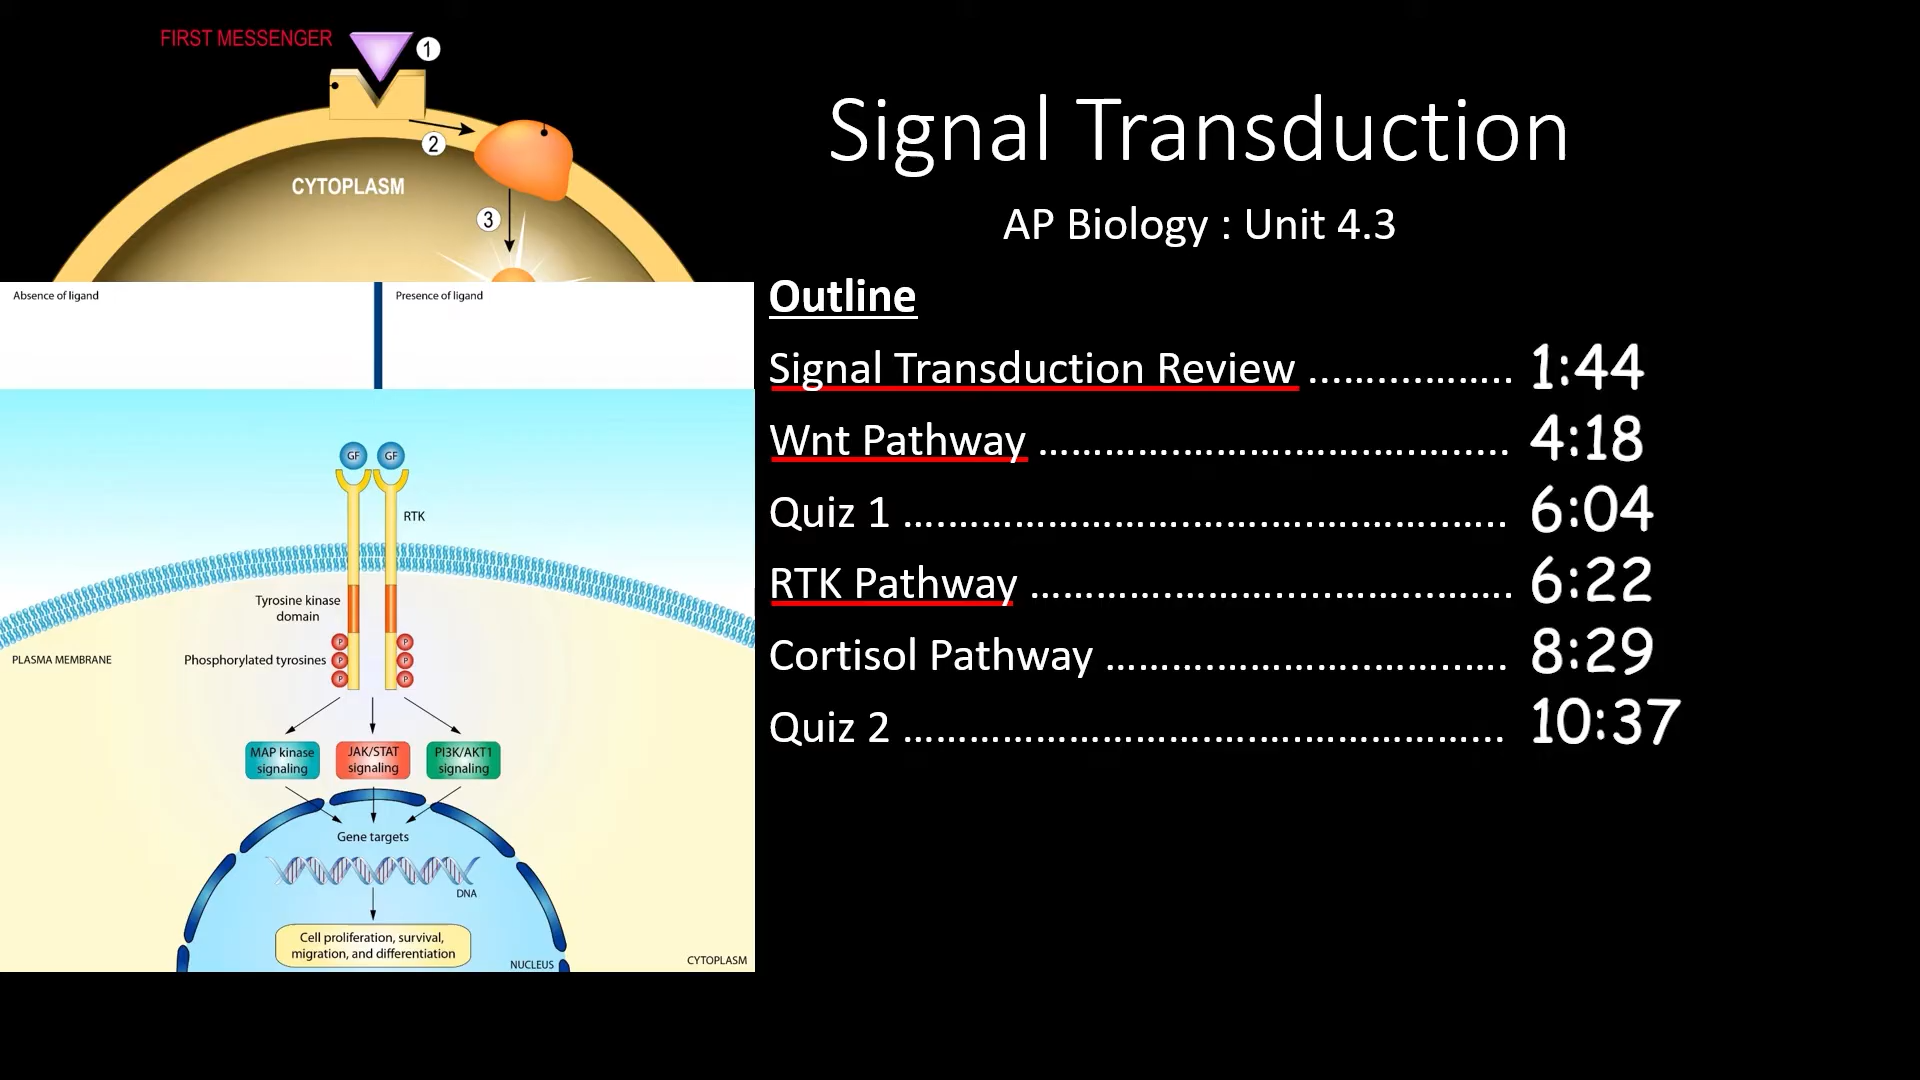 FIRST MESSENGER
1
2
CYTOPLASM
3
Signal Transduction
AP Biology : Unit 4.3
Outline
Signal Transduction Review ................. 1:44
Wnt Pathway ........................................ 4:18
Quiz 1 .................................................... 6:04
RTK Pathway ......................................... 6:22
Cortisol Pathway ................................... 8:29
Quiz 2 .................................................... 10:37
Absence of ligand
Presence of ligand
GF GF
RTK
Tyrosine kinase
domain
P P
Phosphorylated tyrosines P P
P P
PLASMA MEMBRANE
MAP kinase
signaling
JAK/STAT
signaling
PI3K/AKT1
signaling
Gene targets
DNA
Cell proliferation, survival,
migration, and differentiation
NUCLEUS
CYTOPLASM